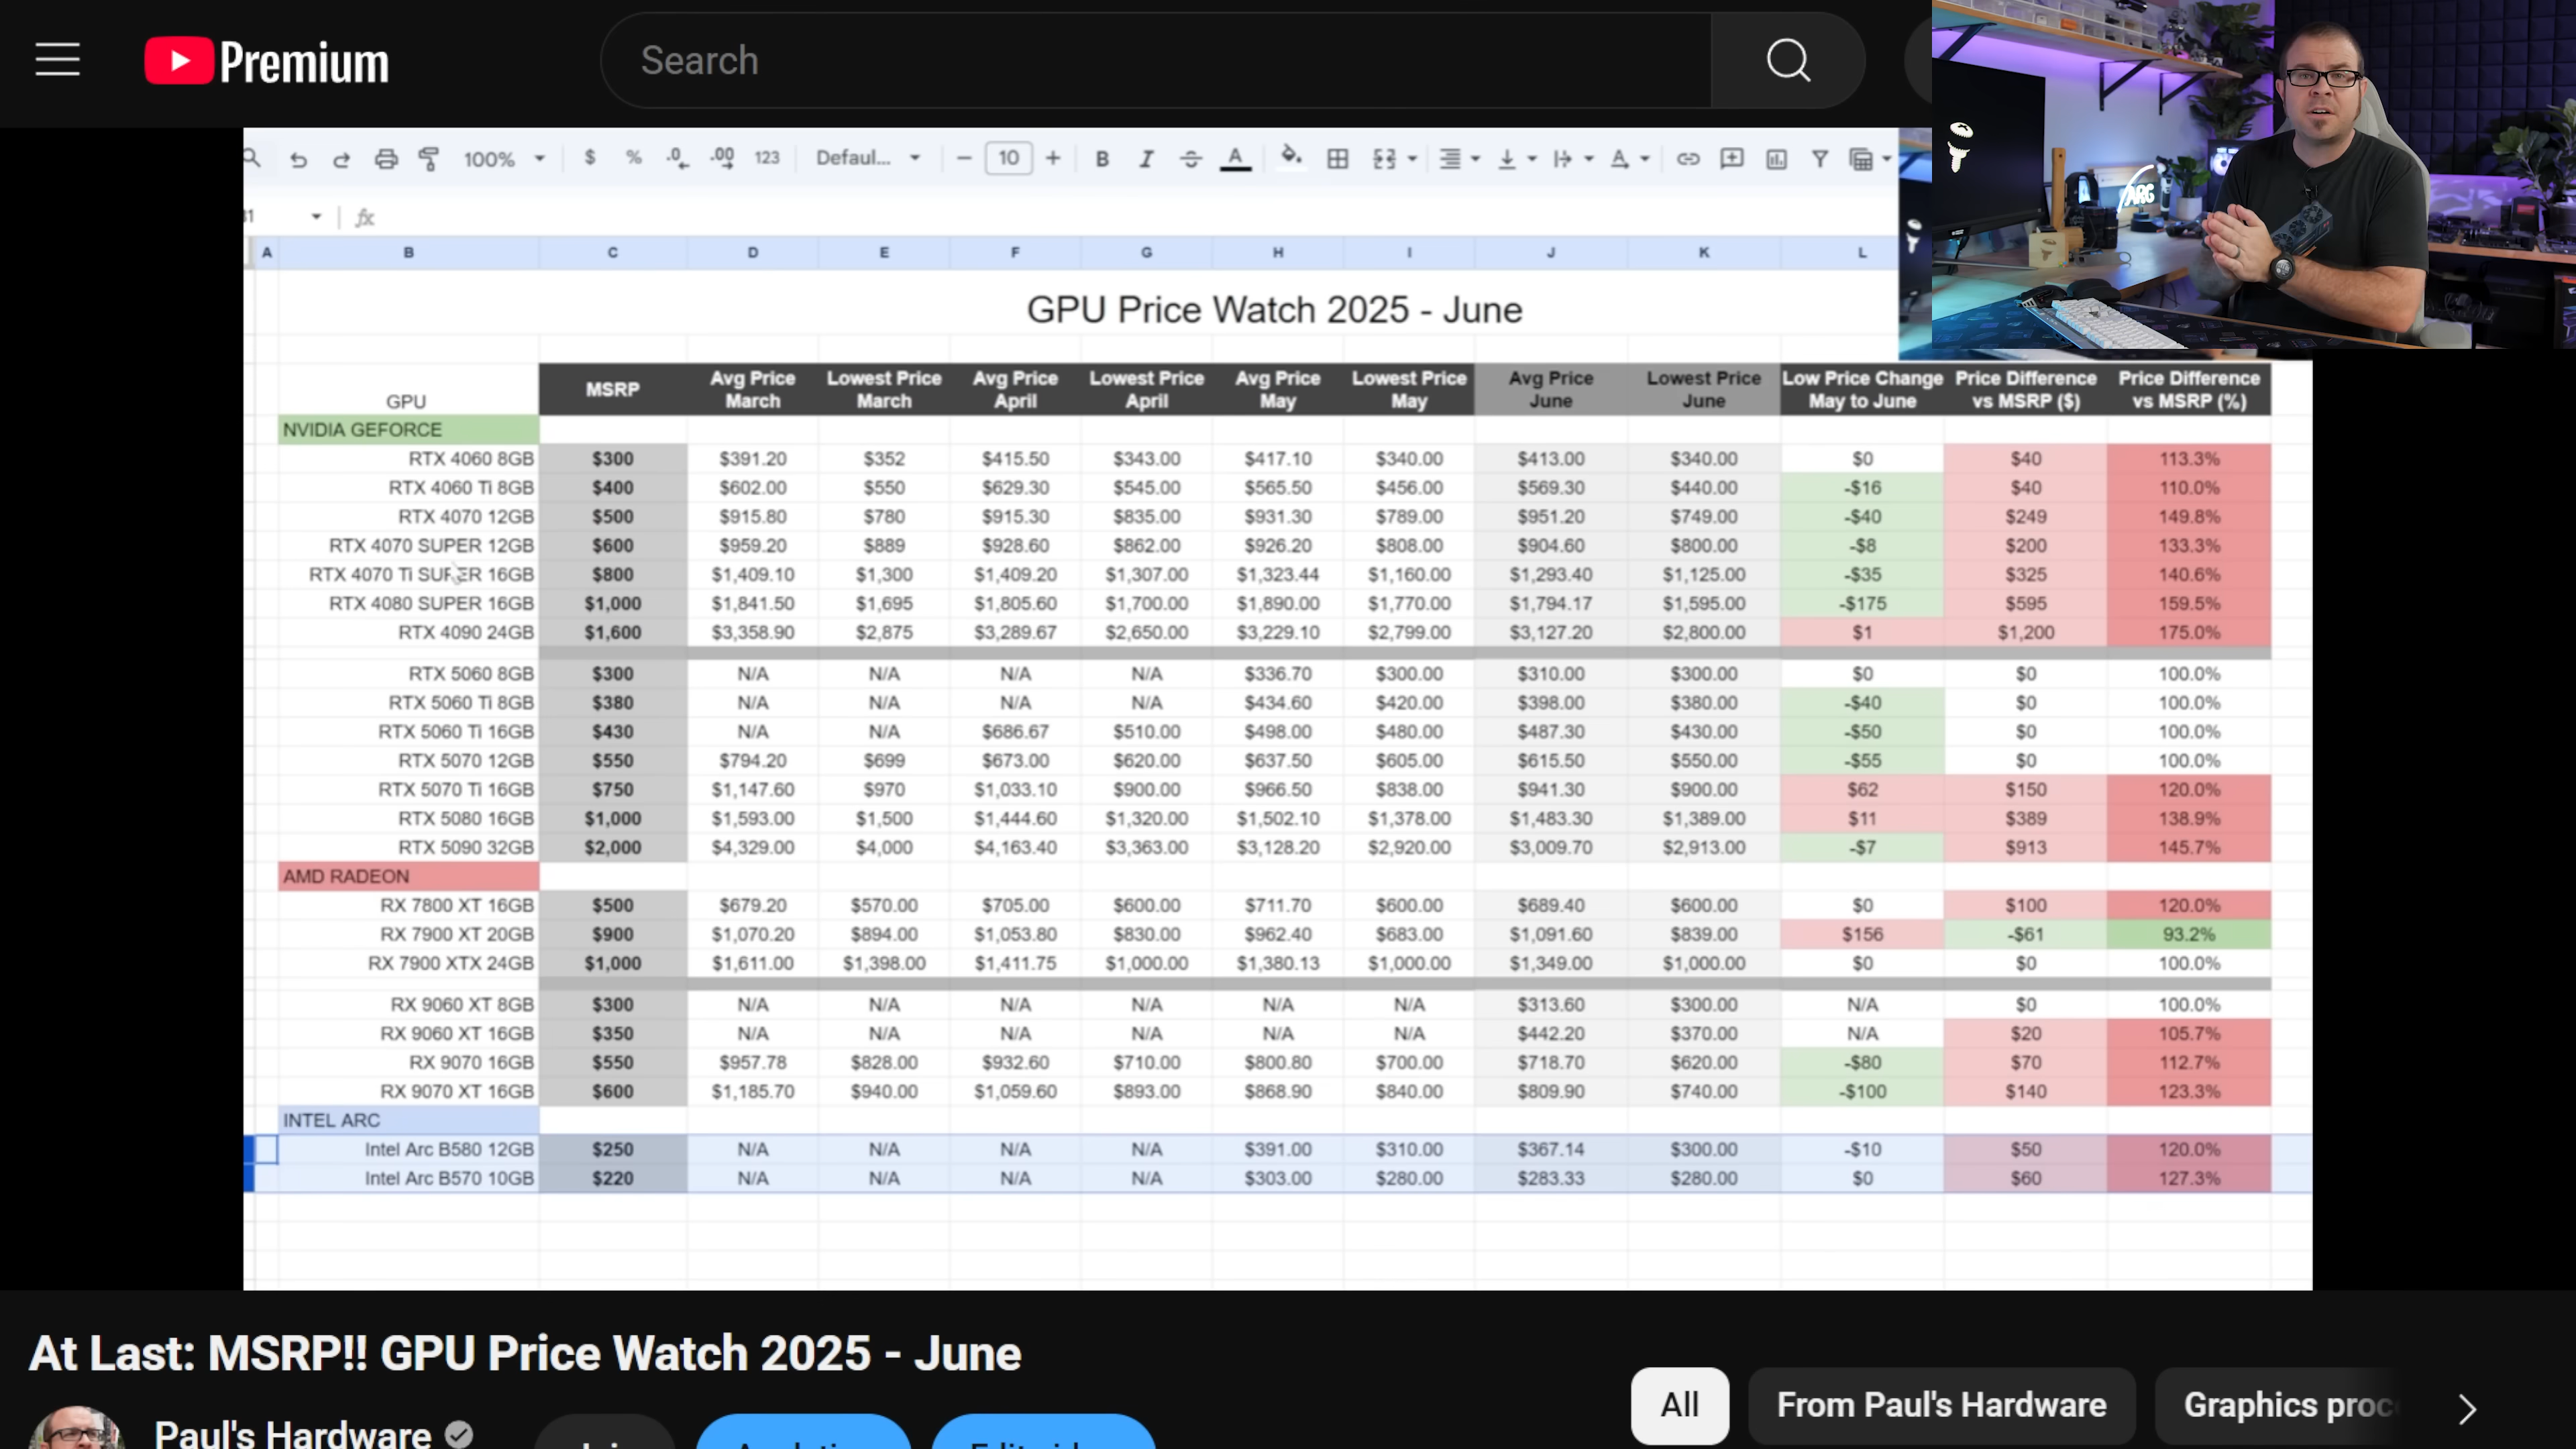 Premium
Search
100% $ % .0 .00 123 Defaul... 10 B I A
fx
A B C D E F G H I J K L
GPU Price Watch 2025 - June
GPU MSRP Avg Price March Lowest Price March Avg Price April Lowest Price April Avg Price May Lowest Price May Avg Price June Lowest Price June Low Price Change May to June Price Difference vs MSRP ($) Price Difference vs MSRP (%)
NVIDIA GEFORCE
RTX 4060 8GB $300 $391.20 $352 $415.50 $343.00 $417.10 $340.00 $413.00 $340.00 $0 $40 113.3%
RTX 4060 Ti 8GB $400 $602.00 $550 $629.30 $545.00 $565.50 $456.00 $569.30 $440.00 -$16 $40 110.0%
RTX 4070 12GB $500 $915.80 $780 $915.30 $835.00 $931.30 $789.00 $951.20 $749.00 -$40 $249 149.8%
RTX 4070 SUPER 12GB $600 $959.20 $889 $928.60 $862.00 $926.20 $808.00 $904.60 $800.00 -$8 $200 133.3%
RTX 4070 Ti SUPER 16GB $800 $1,409.10 $1,300 $1,409.20 $1,307.00 $1,323.44 $1,160.00 $1,293.40 $1,125.00 -$35 $325 140.6%
RTX 4080 SUPER 16GB $1,000 $1,841.50 $1,695 $1,805.60 $1,700.00 $1,890.00 $1,770.00 $1,794.17 $1,595.00 -$175 $595 159.5%
RTX 4090 24GB $1,600 $3,358.90 $2,875 $3,289.67 $2,650.00 $3,229.10 $2,799.00 $3,127.20 $2,800.00 $1 $1,200 175.0%
RTX 5060 8GB $300 N/A N/A N/A N/A $336.70 $300.00 $310.00 $300.00 $0 $0 100.0%
RTX 5060 Ti 8GB $380 N/A N/A N/A N/A $434.60 $420.00 $398.00 $380.00 -$40 $0 100.0%
RTX 5060 Ti 16GB $430 N/A N/A $686.67 $510.00 $498.00 $480.00 $487.30 $430.00 -$50 $0 100.0%
RTX 5070 12GB $550 $794.20 $699 $673.00 $620.00 $637.50 $605.00 $615.50 $550.00 -$55 $0 100.0%
RTX 5070 Ti 16GB $750 $1,147.60 $970 $1,033.10 $900.00 $966.50 $838.00 $941.30 $900.00 $62 $150 120.0%
RTX 5080 16GB $1,000 $1,593.00 $1,500 $1,444.60 $1,320.00 $1,502.10 $1,378.00 $1,483.30 $1,389.00 $11 $389 138.9%
RTX 5090 32GB $2,000 $4,329.00 $4,000 $4,163.40 $3,363.00 $3,128.20 $2,920.00 $3,009.70 $2,913.00 -$7 $913 145.7%
AMD RADEON
RX 7800 XT 16GB $500 $679.20 $570.00 $705.00 $600.00 $711.70 $600.00 $689.40 $600.00 $0 $100 120.0%
RX 7900 XT 20GB $900 $1,070.20 $894.00 $1,053.80 $830.00 $962.40 $683.00 $1,091.60 $839.00 $156 -$61 93.2%
RX 7900 XTX 24GB $1,000 $1,611.00 $1,398.00 $1,411.75 $1,000.00 $1,380.13 $1,000.00 $1,349.00 $1,000.00 $0 $0 100.0%
RX 9060 XT 8GB $300 N/A N/A N/A N/A N/A N/A $313.60 $300.00 N/A $0 100.0%
RX 9060 XT 16GB $350 N/A N/A N/A N/A N/A N/A $442.20 $370.00 N/A $20 105.7%
RX 9070 16GB $550 $957.78 $828.00 $932.60 $710.00 $800.80 $700.00 $718.70 $620.00 -$80 $70 112.7%
RX 9070 XT 16GB $600 $1,185.70 $940.00 $1,059.60 $893.00 $868.90 $840.00 $809.90 $740.00 -$100 $140 123.3%
INTEL ARC
Intel Arc B580 12GB $250 N/A N/A N/A N/A $391.00 $310.00 $367.14 $300.00 -$10 $50 120.0%
Intel Arc B570 10GB $220 N/A N/A N/A N/A $303.00 $280.00 $283.33 $280.00 $0 $60 127.3%
ARC
At Last: MSRP!! GPU Price Watch 2025 - June
All From Paul's Hardware Graphics proc
Paul's Hardware